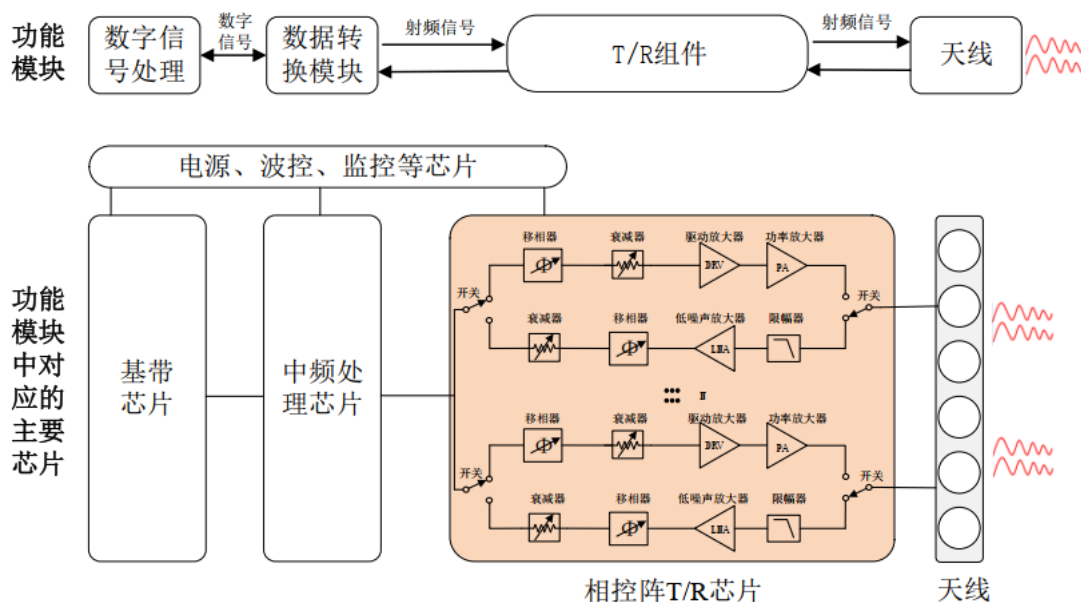 功能
模块
数字信
号处理
数字
信号
数据转
换模块
射频信号
T/R组件
射频信号
天线
电源、波控、监控等芯片
功能
模块
中对
应的
主要
芯片
基带
芯片
中频处
理芯片
移相器
衰减器
驱动放大器
功率放大器
Φ
DRV
PA
开关
开关
衰减器
移相器
低噪声放大器
限幅器
Φ
LNA
移相器
衰减器
驱动放大器
功率放大器
Φ
DRV
PA
开关
开关
衰减器
移相器
低噪声放大器
限幅器
Φ
LNA
相控阵T/R芯片
天线